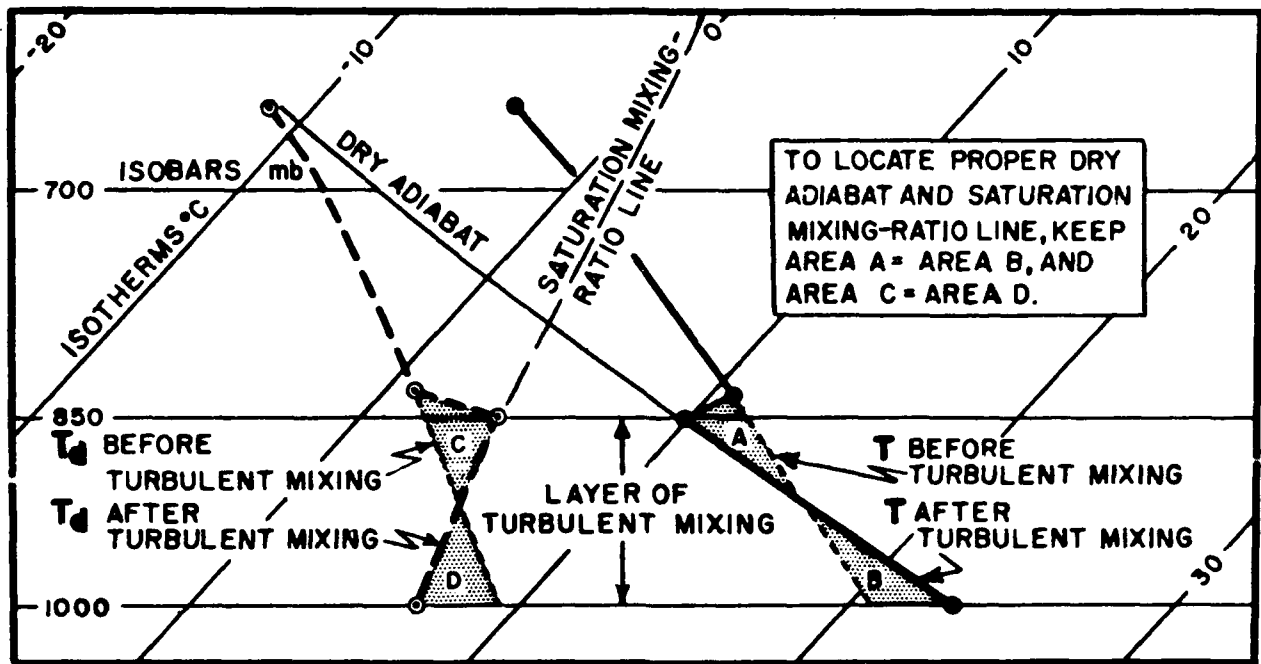 -20
-10
0
10
SATURATION MIXING-
RATIO LINE
DRY ADIABAT
ISOBARS mb
700
ISOTHERMS °C
TO LOCATE PROPER DRY
ADIABAT AND SATURATION
MIXING-RATIO LINE, KEEP
AREA A= AREA B, AND
AREA C= AREA D.
20
850
Td BEFORE
TURBULENT MIXING
C
A
T BEFORE
TURBULENT MIXING
LAYER OF
TURBULENT MIXING
Td AFTER
TURBULENT MIXING
T AFTER
TURBULENT MIXING
D
B
30
1000